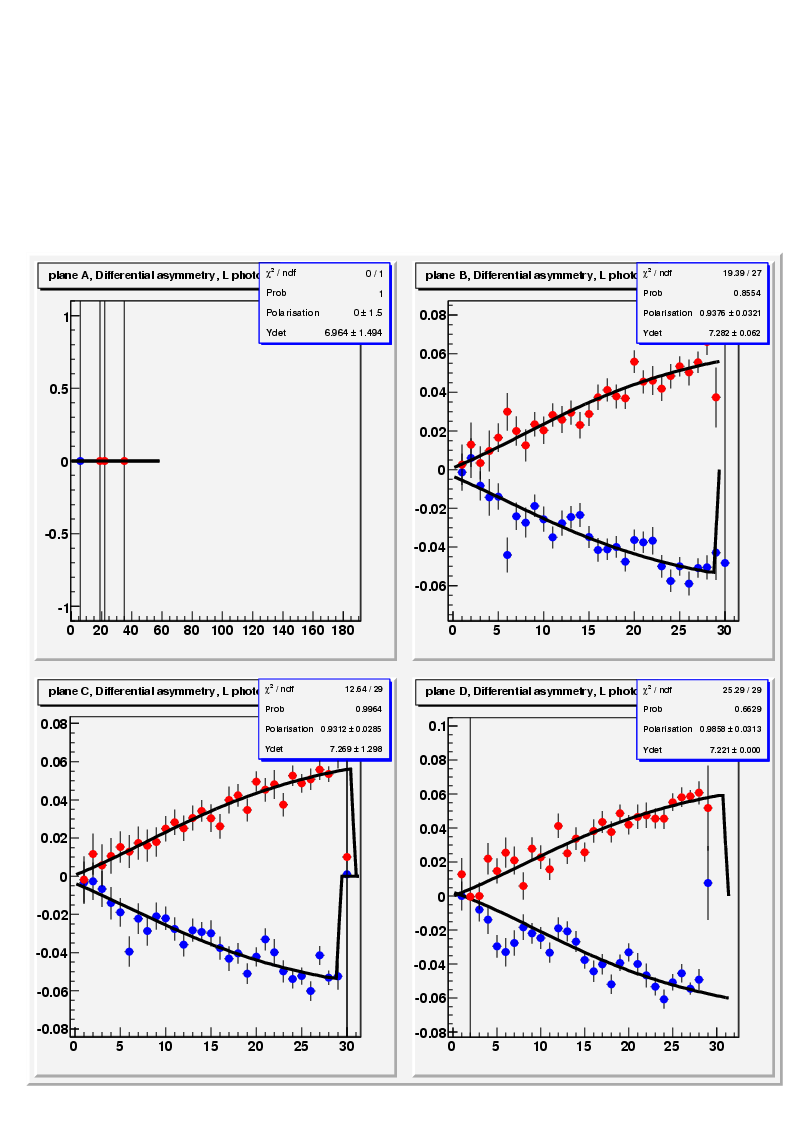 plane A, Differential asymmetry, L phot
χ² / ndf 0 / 1
Prob 1
Polarisation 0 ± 1.5
Ydet 6.964 ± 1.494
1
0.5
0
-0.5
-1
0 20 40 60 80 100 120 140 160 180
plane B, Differential asymmetry, L phot
χ² / ndf 19.39 / 27
Prob 0.8554
Polarisation 0.9376 ± 0.0321
Ydet 7.282 ± 0.062
0.08
0.06
0.04
0.02
0
-0.02
-0.04
-0.06
0 5 10 15 20 25 30
plane C, Differential asymmetry, L phot
χ² / ndf 12.64 / 29
Prob 0.9964
Polarisation 0.9312 ± 0.0285
Ydet 7.269 ± 1.298
0.08
0.06
0.04
0.02
0
-0.02
-0.04
-0.06
-0.08
0 5 10 15 20 25 30
plane D, Differential asymmetry, L phot
χ² / ndf 25.29 / 29
Prob 0.6629
Polarisation 0.9858 ± 0.0313
Ydet 7.221 ± 0.000
0.1
0.08
0.06
0.04
0.02
0
-0.02
-0.04
-0.06
-0.08
0 5 10 15 20 25 30